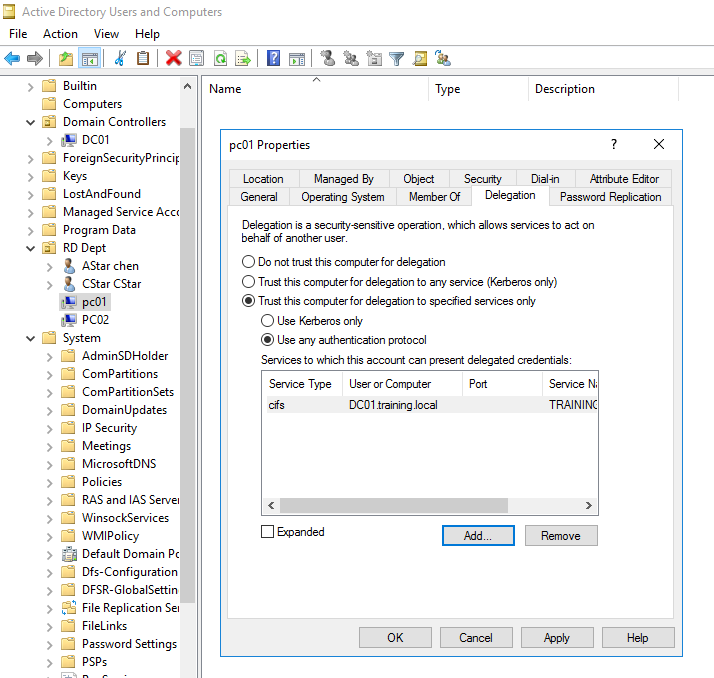 Active Directory Users and Computers
File Action View Help
Builtin
Computers
Domain Controllers
DC01
ForeignSecurityPrincip
Keys
LostAndFound
Managed Service Acco
Program Data
RD Dept
AStar chen
CStar CStar
pc01
PC02
System
AdminSDHolder
ComPartitions
ComPartitionSets
DomainUpdates
IP Security
Meetings
MicrosoftDNS
Policies
RAS and IAS Server
WinsockServices
WMIPolicy
Default Domain Po
Dfs-Configuration
DFSR-GlobalSettin
File Replication Ser
FileLinks
Password Settings
PSPs
Name Type Description
pc01 Properties ?
Location Managed By Object Security Dial-in Attribute Editor
General Operating System Member Of Delegation Password Replication
Delegation is a security-sensitive operation, which allows services to act on
behalf of another user.
Do not trust this computer for delegation
Trust this computer for delegation to any service (Kerberos only)
Trust this computer for delegation to specified services only
Use Kerberos only
Use any authentication protocol
Services to which this account can present delegated credentials:
Service Type User or Computer Port Service Na
cifs DC01.training.local TRAINING
Expanded
Add... Remove
OK Cancel Apply Help